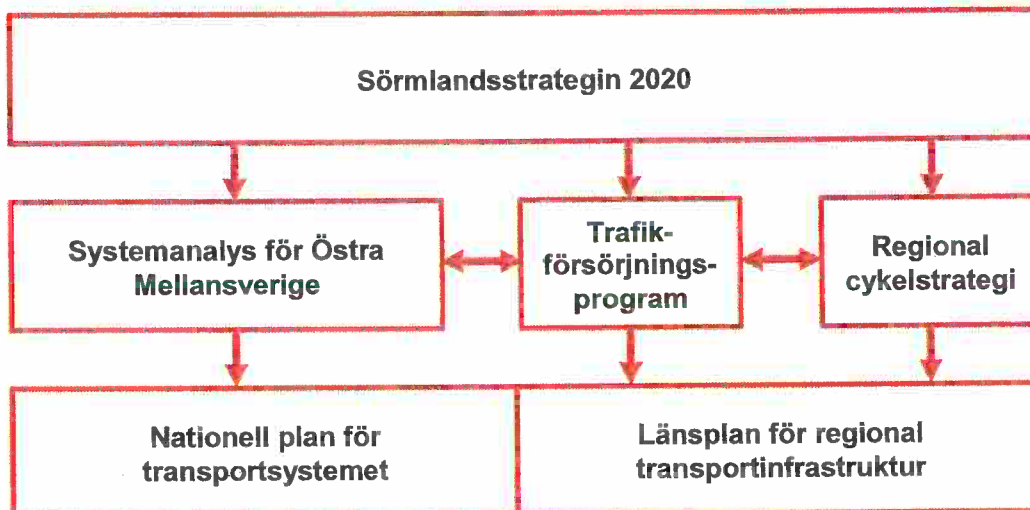 Sörmlandsstrategin 2020
Systemanalys för Östra
Mellansverige
Trafik-
försörjnings-
program
Regional
cykelstrategi
Nationell plan för
transportsystemet
Länsplan för regional
transportinfrastruktur